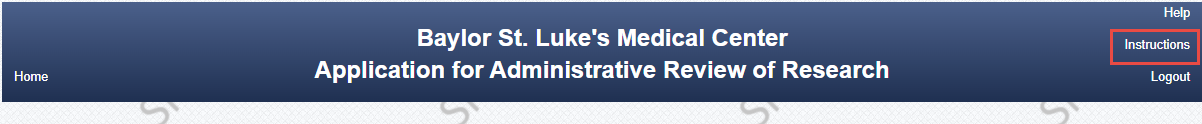 Help
Baylor St. Luke's Medical Center
Instructions
Application for Administrative Review of Research
Home
Logout